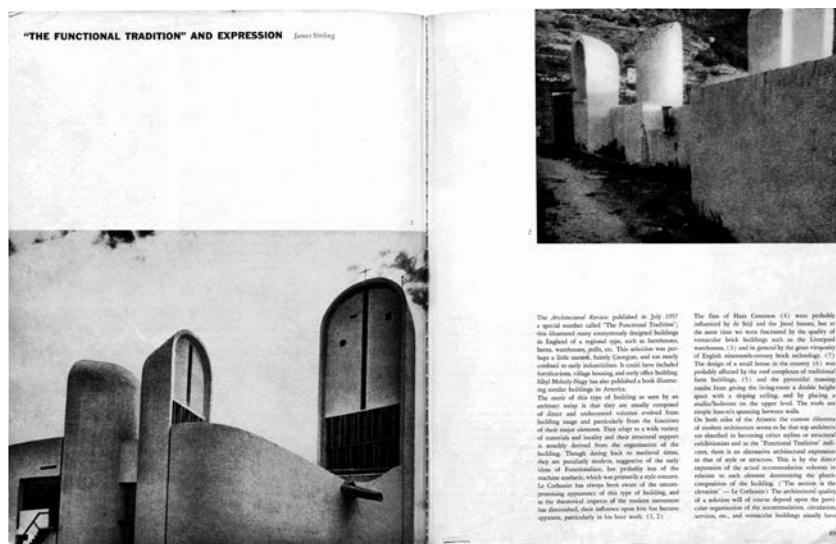 “THE FUNCTIONAL TRADITION” AND EXPRESSION James Stirling
1
2
The Architectural Review published in July 1957
a special number called ‘The Functional Tradition’;
this illustrated many anonymously designed buildings
in England of a regional type, such as farmhouses,
barns, warehouses, mills, etc. This selection was per-
haps a little narrow, faintly Georgian, and too nearly
confined to early industrialism. It could have included
fortifications, village housing, and early office building.
Sibyl Moholy-Nagy has also published a book illustrat-
ing similar buildings in America.
The merit of this type of building as seen by an
architect today is that they are usually composed
of direct and undecorated volumes evolved from
building usage and particularly from the functions
of their major elements. They adapt to a wide variety
of materials and locality and their structural support
is sensibly derived from the organisation of the
building. Though dating back to medieval times,
they are peculiarly modern, suggestive of the early
ideas of Functionalism, but probably less of the
machine aesthetic, which was primarily a style concern.
Le Corbusier has always been aware of the uncom-
promising appearance of this type of building, and
as the theoretical impetus of the modern movement
has diminished, their influence upon him has become
apparent, particularly in his later work. (1, 2)
The flats of Ham Common (4) were probably
influenced by de Stijl and the Jaoul houses, but at
the same time we were fascinated by the quality of
vernacular brick buildings such as the Liverpool
warehouses, (3) and in general by the great virtuosity
of English nineteenth-century brick technology. (7)
The design of a small house in the country (6) was
probably affected by the roof complexes of traditional
farm buildings, (5) and the pyramidal massing
results from giving the living-room a double height
space with a sloping ceiling, and by placing a
studio/bedroom on the upper level. The roofs are
simple lean-to's spanning between walls.
On both sides of the Atlantic the current dilemma
of modern architecture seems to be that top architects
are absorbed in becoming either stylists or structural
exhibitionists and as the ‘Functional Tradition’ indi-
cates, there is an alternative architectural expression
to that of style or structure. This is by the direct
expression of the actual accommodation volumes in
relation to each element determining the plastic
composition of the building. (‘The section is the
elevation’ — Le Corbusier) The architectural quality
of a solution will of course depend upon the parti-
cular organisation of the accommodation, circulation,
services, etc., and vernacular buildings usually have